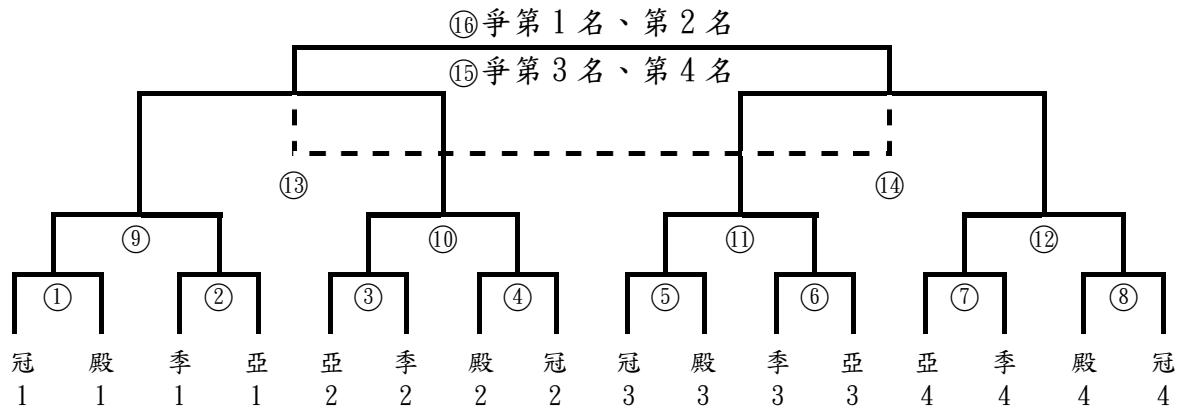 ⑯爭第1名、第2名
⑮爭第3名、第4名
⑬ ⑭
⑨ ⑩ ⑪ ⑫
① ② ③ ④ ⑤ ⑥ ⑦ ⑧
冠 殿 季 亞 亞 季 殿 冠 冠 殿 季 亞 亞 季 殿 冠
1 1 1 1 2 2 2 2 3 3 3 3 4 4 4 4